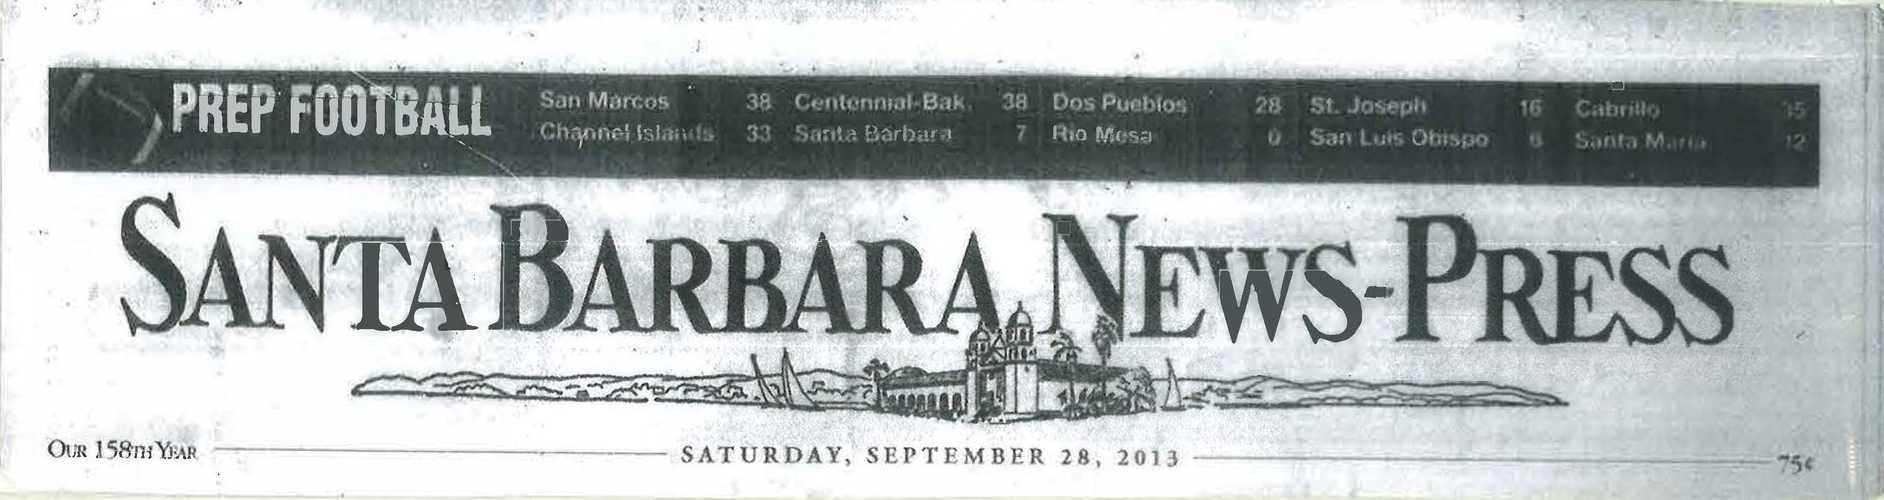 PREP FOOTBALL
San Marcos 38 Centennial-Bak. 38 Dos Pueblos 28 St. Joseph 16 Cabrillo 35
Channel Islands 33 Santa Barbara 7 Rio Mesa 0 San Luis Obispo 6 Santa Maria 12
SANTA BARBARA NEWS-PRESS
OUR 158TH YEAR SATURDAY, SEPTEMBER 28, 2013 75¢